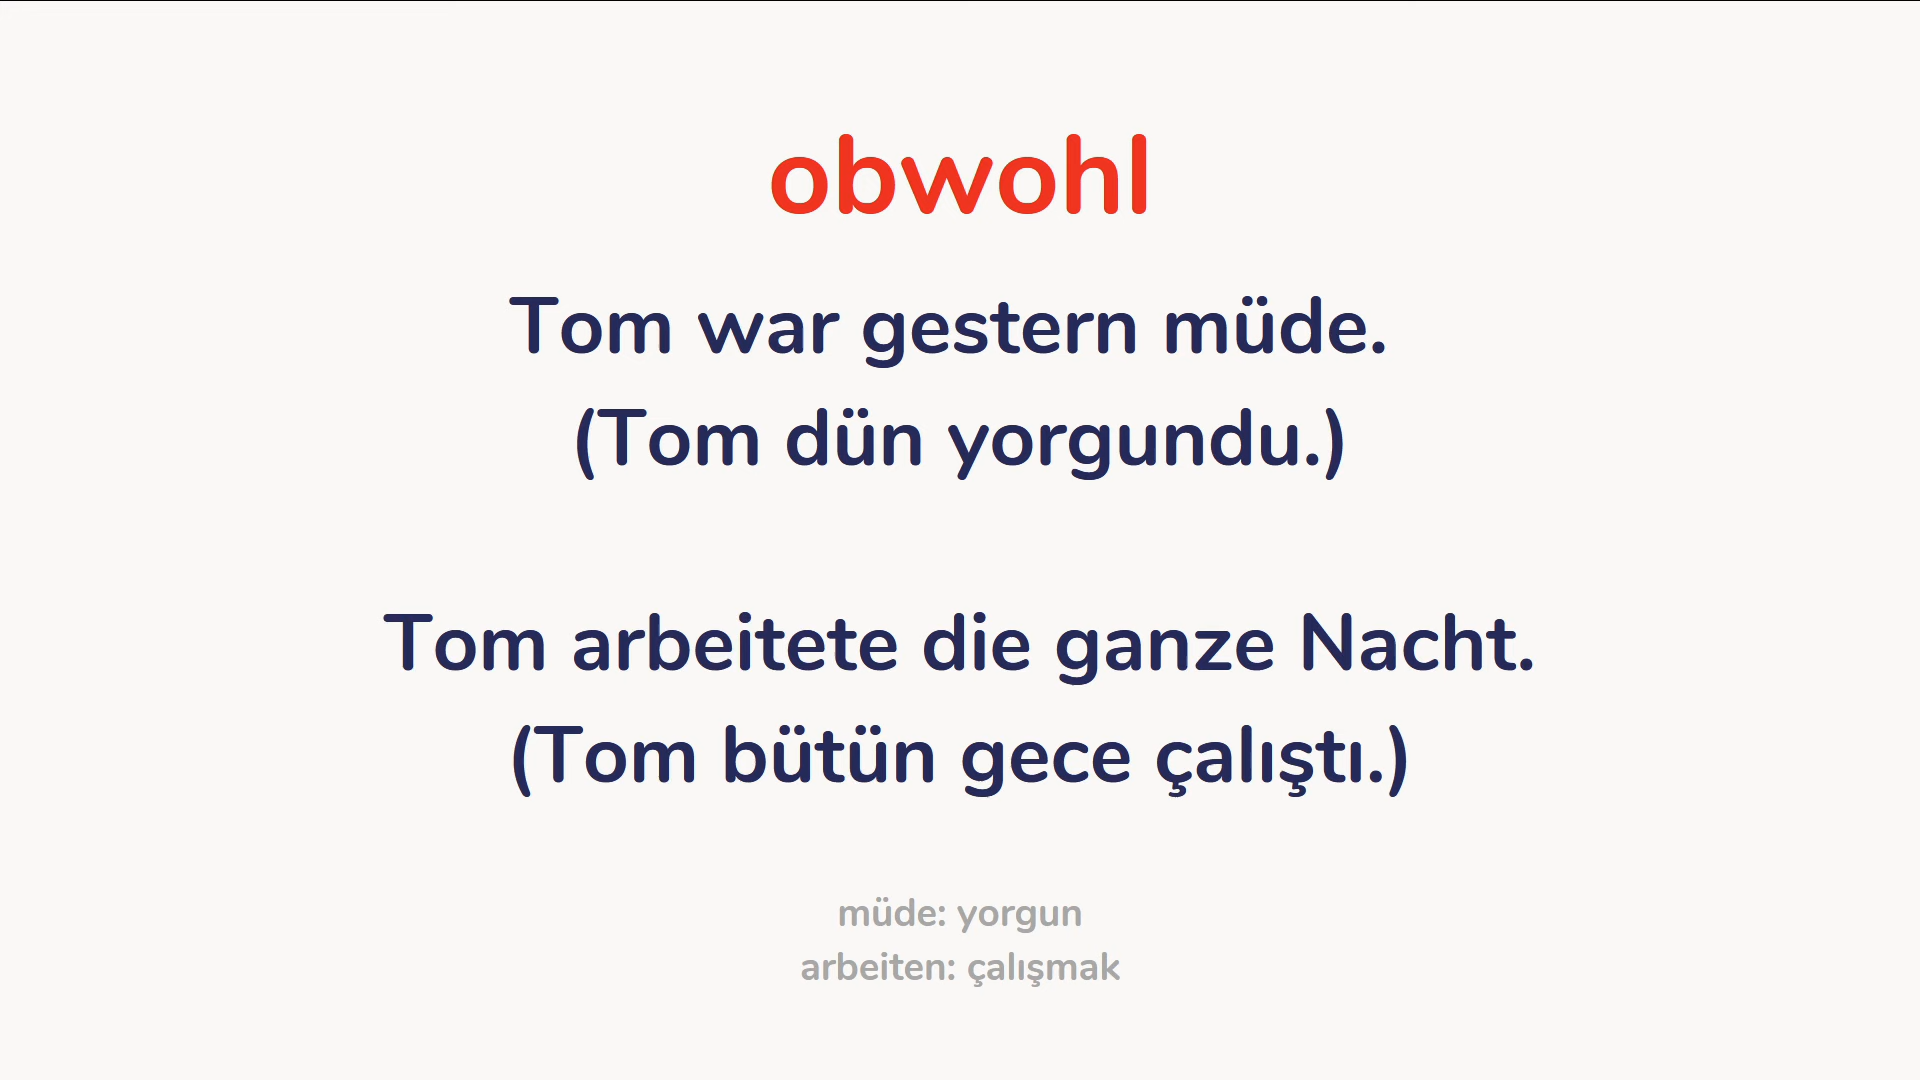 obwohl
Tom war gestern müde.
(Tom dün yorgundu.)
Tom arbeitete die ganze Nacht.
(Tom bütün gece çalıştı.)
müde: yorgun
arbeiten: çalışmak